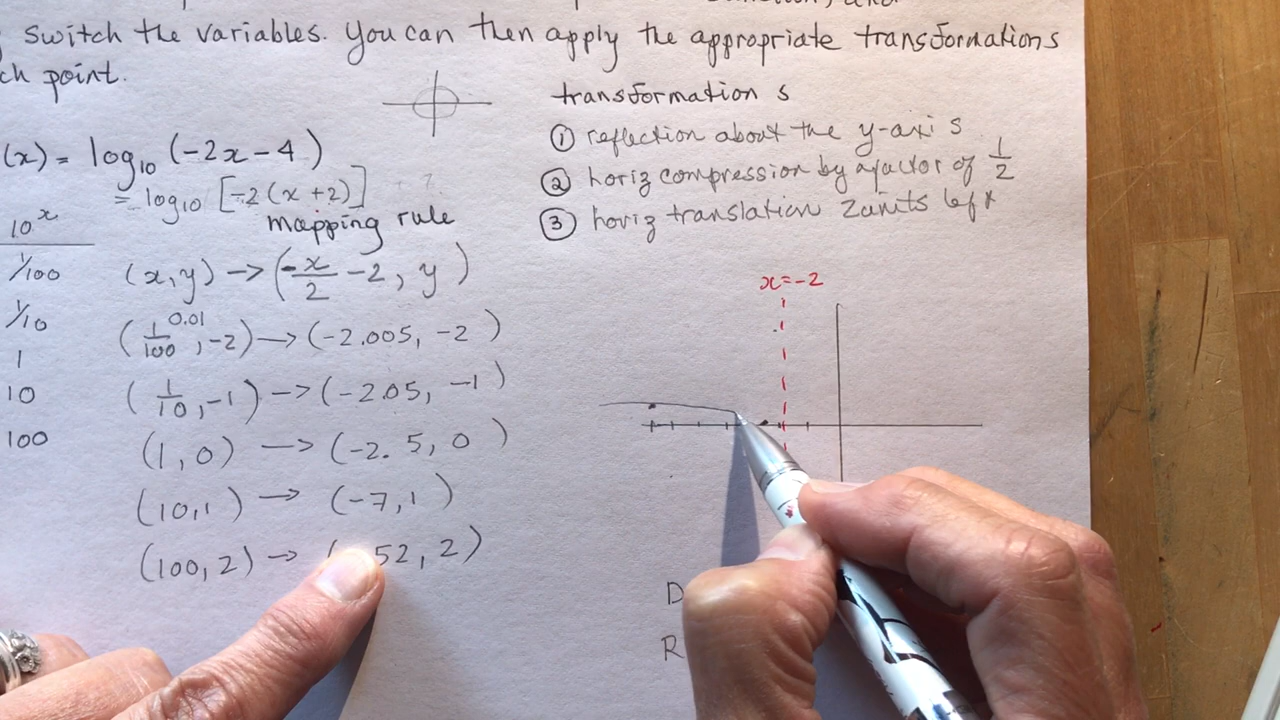 switch the variables. You can then apply the appropriate transformations
ch point.
transformation s
① reflection about the y-axis
② horiz compression by a factor of 1/2
③ horiz translation 2 units left
(x) = log₁₀ (-2x-4)
= log₁₀ [-2(x+2)]
mapping rule
10ˣ
(x,y) → (-x/2 -2, y)
1/100
0.01
(1/100, -2) → (-2.005, -2)
1/10
(1/10, -1) → (-2.05, -1)
1
(1, 0) → (-2.5, 0)
10
(10,1) → (-7,1)
100
(100,2) → ( 52, 2)
x=-2
D
R